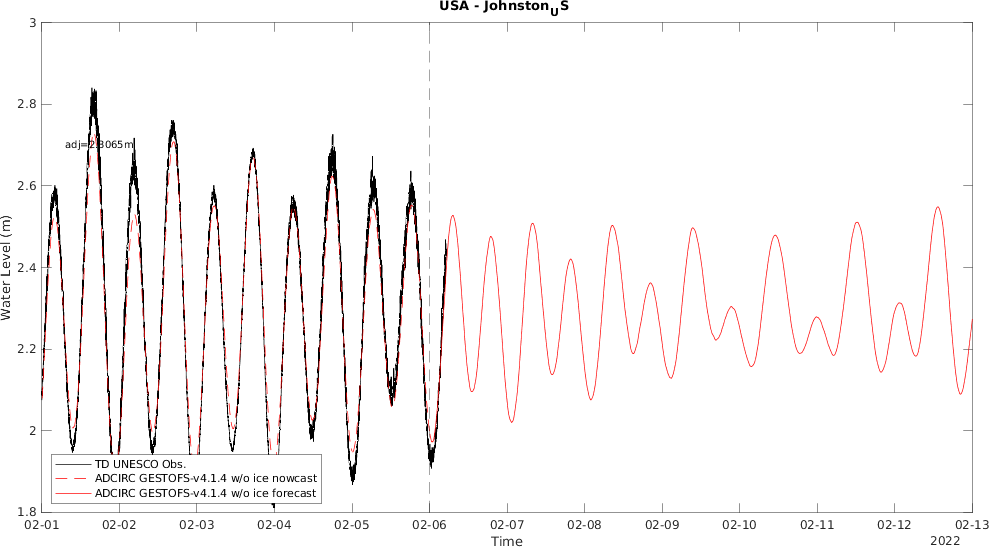 USA - Johnston_US
3
2.8
2.6
2.4
2.2
2
1.8
Water Level (m)
adj=2.3065m
TD UNESCO Obs.
ADCIRC GESTOFS-v4.1.4 w/o ice nowcast
ADCIRC GESTOFS-v4.1.4 w/o ice forecast
02-01 02-02 02-03 02-04 02-05 02-06 02-07 02-08 02-09 02-10 02-11 02-12 02-13
Time
2022